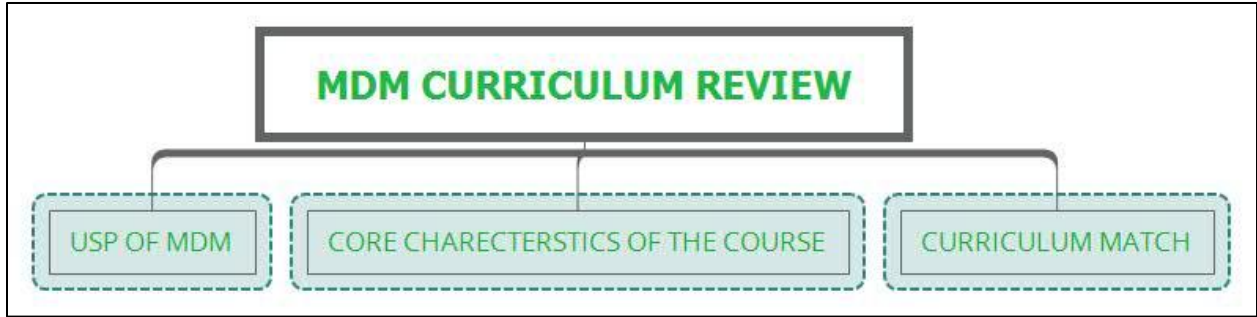 MDM CURRICULUM REVIEW
USP OF MDM
CORE CHARECTERSTICS OF THE COURSE
CURRICULUM MATCH